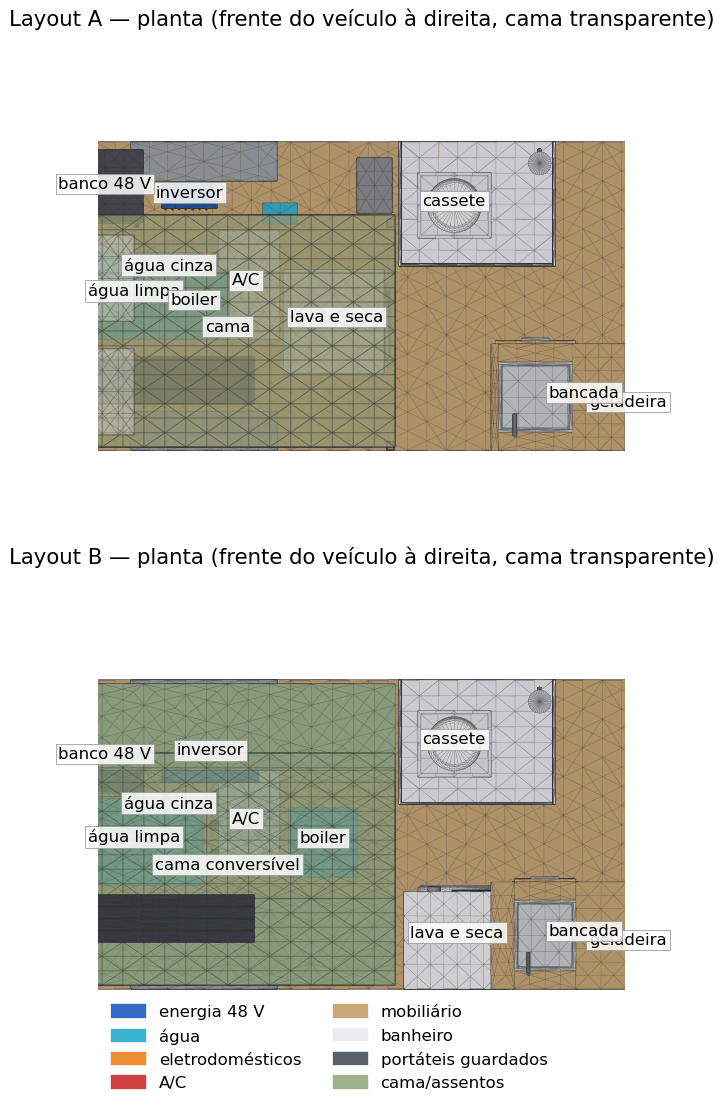 Layout A — planta (frente do veículo à direita, cama transparente)
banco 48 V
inversor
cassete
água cinza
A/C
água limpa
boiler
lava e seca
cama
bancada
geladeira
Layout B — planta (frente do veículo à direita, cama transparente)
cassete
inversor
banco 48 V
água cinza
A/C
água limpa
boiler
cama conversível
lava e seca
bancada
geladeira
energia 48 V
água
eletrodomésticos
A/C
mobiliário
banheiro
portáteis guardados
cama/assentos